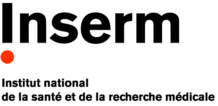 Inserm
Institut national
de la santé et de la recherche médicale